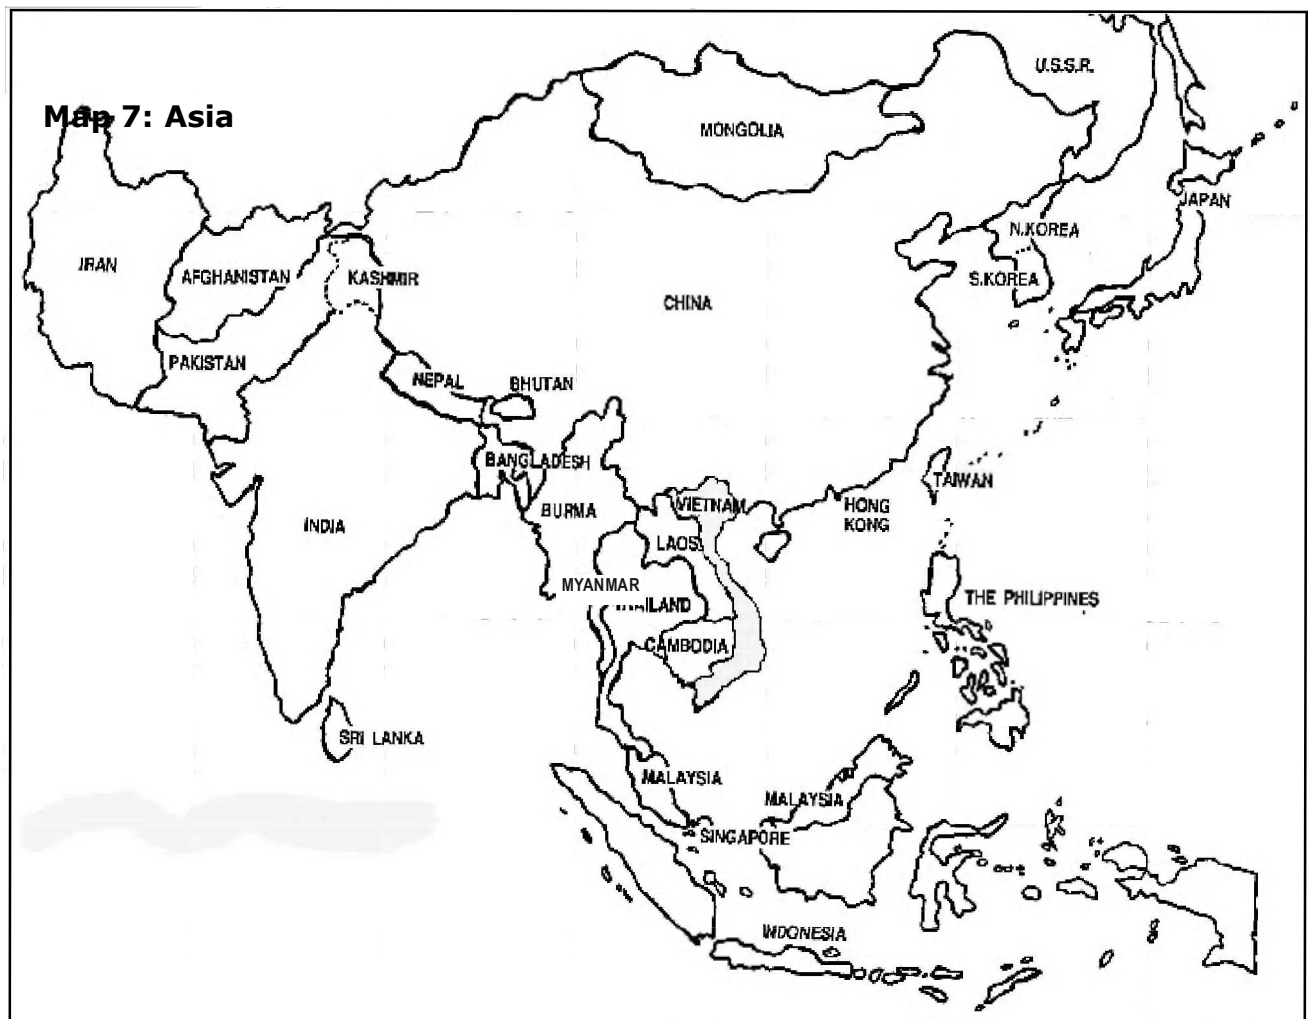 Map 7: Asia
U.S.S.R.
MONGOLIA
JAPAN
N.KOREA
IRAN
AFGHANISTAN
KASHMIR
S.KOREA
CHINA
PAKISTAN
NEPAL
BHUTAN
BANGLADESH
TAIWAN
VIETNAM
HONG
KONG
BURMA
INDIA
LAOS
MYANMAR
THAILAND
THE PHILIPPINES
CAMBODIA
SRI LANKA
MALAYSIA
MALAYSIA
SINGAPORE
INDONESIA